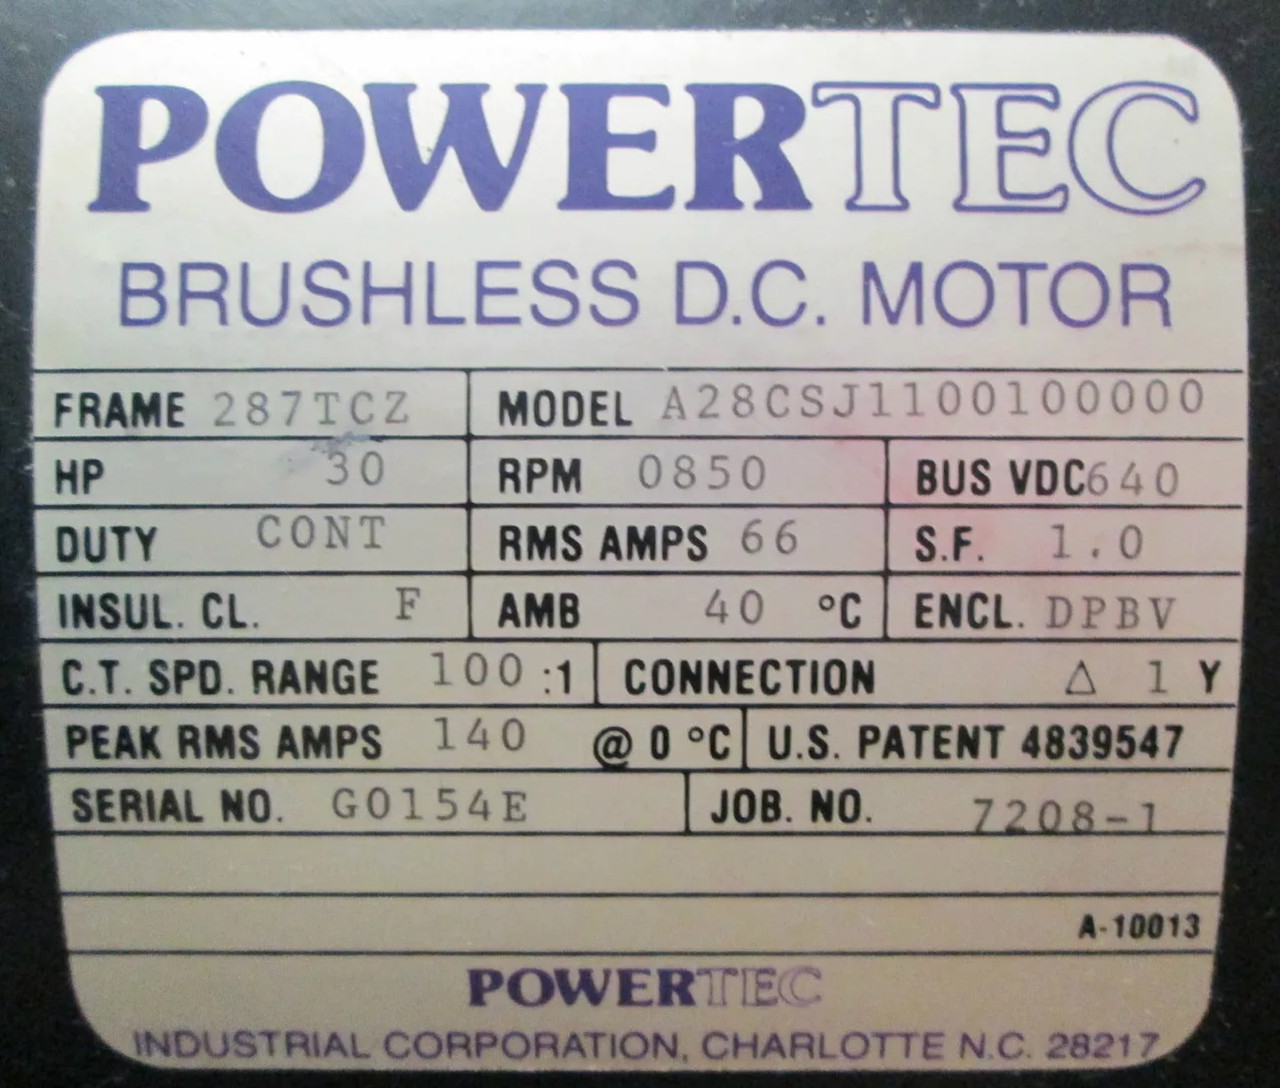 POWERTEC
BRUSHLESS D.C. MOTOR
FRAME 287TCZ MODEL A28CSJ1100100000
HP 30 RPM 0850 BUS VDC 640
DUTY CONT RMS AMPS 66 S.F. 1.0
INSUL. CL. F AMB 40 °C ENCL. DPBV
C.T. SPD. RANGE 100 :1 CONNECTION Δ 1 Y
PEAK RMS AMPS 140 @ 0 °C U.S. PATENT 4839547
SERIAL NO. G0154E JOB. NO. 7208-1
A-10013
POWERTEC
INDUSTRIAL CORPORATION, CHARLOTTE N.C. 28217